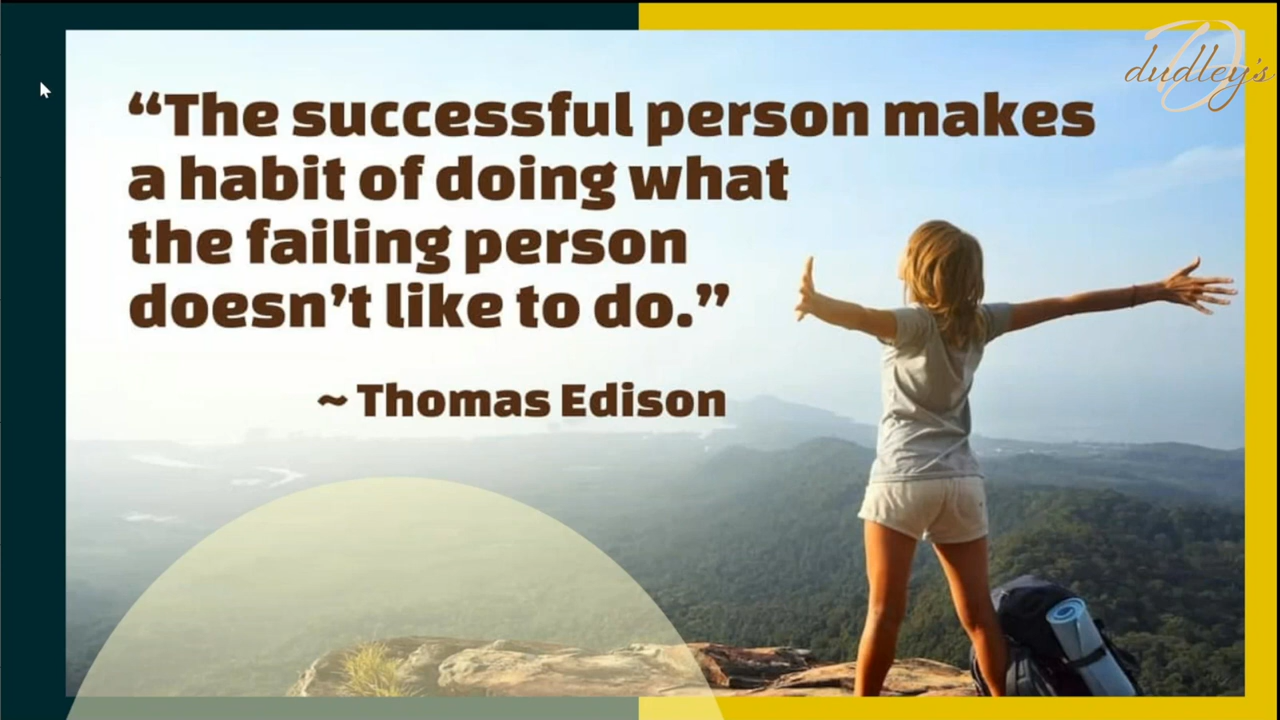 dudley's
“The successful person makes
a habit of doing what
the failing person
doesn’t like to do.”
~ Thomas Edison